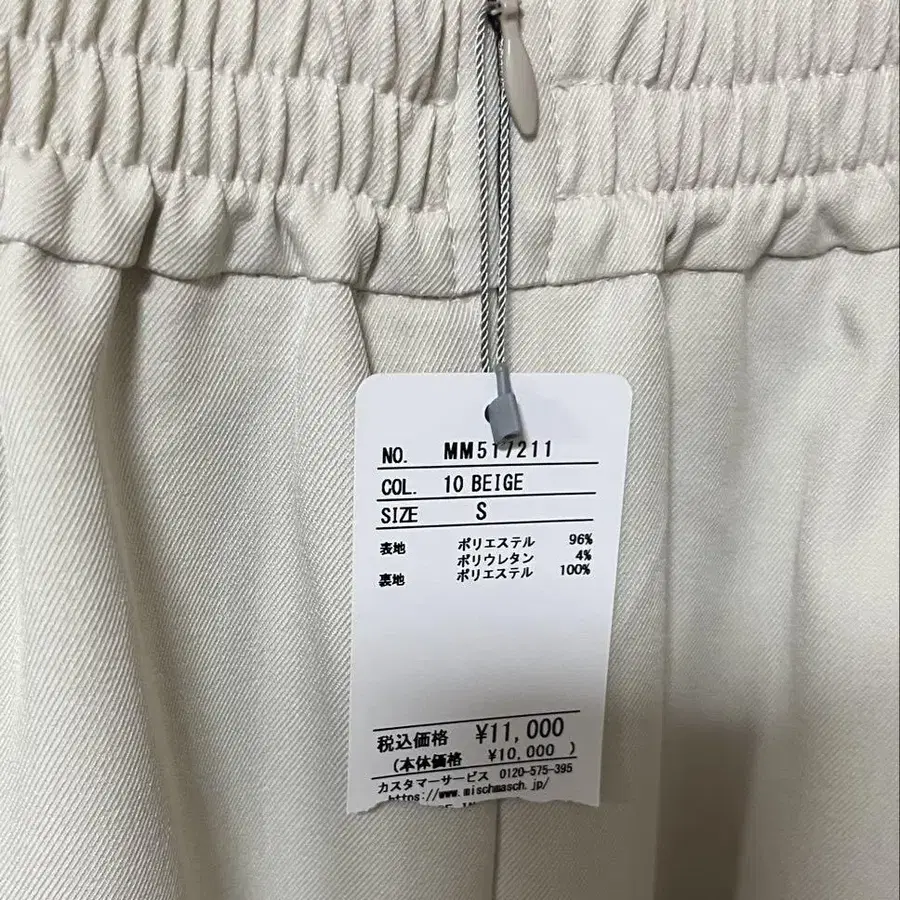 NO. MM517211
COL. 10 BEIGE
SIZE S
表地 ポリエステル 96%
ポリウレタン 4%
裏地 ポリエステル 100%
税込価格 ¥11,000
(本体価格 ¥10,000 )
カスタマーサービス 0120-575-395
https://www.mischmasch.jp/